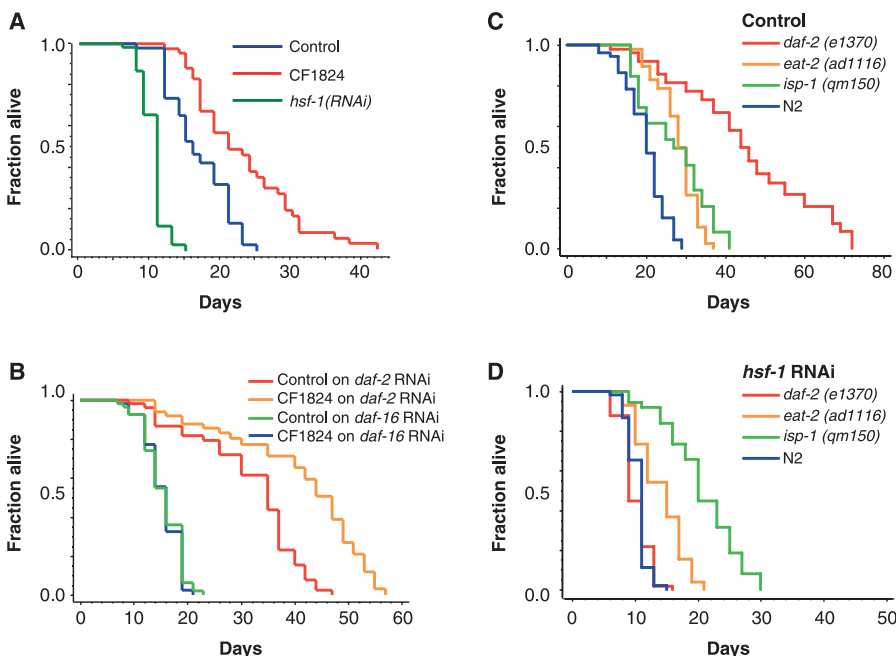 A
Control
CF1824
hsf-1(RNAi)
1.0
0.5
0.0
Fraction alive
0 10 20 30 40
Days
C
Control
daf-2 (e1370)
eat-2 (ad1116)
isp-1 (qm150)
N2
1.0
0.5
0.0
Fraction alive
0 20 40 60 80
Days
B
Control on daf-2 RNAi
CF1824 on daf-2 RNAi
Control on daf-16 RNAi
CF1824 on daf-16 RNAi
1.0
0.5
1.0
Fraction alive
0 10 20 30 40 50 60
Days
D
hsf-1 RNAi
daf-2 (e1370)
eat-2 (ad1116)
isp-1 (qm150)
N2
1.0
0.5
1.0
Fraction alive
0 10 20 30 40 50
Days